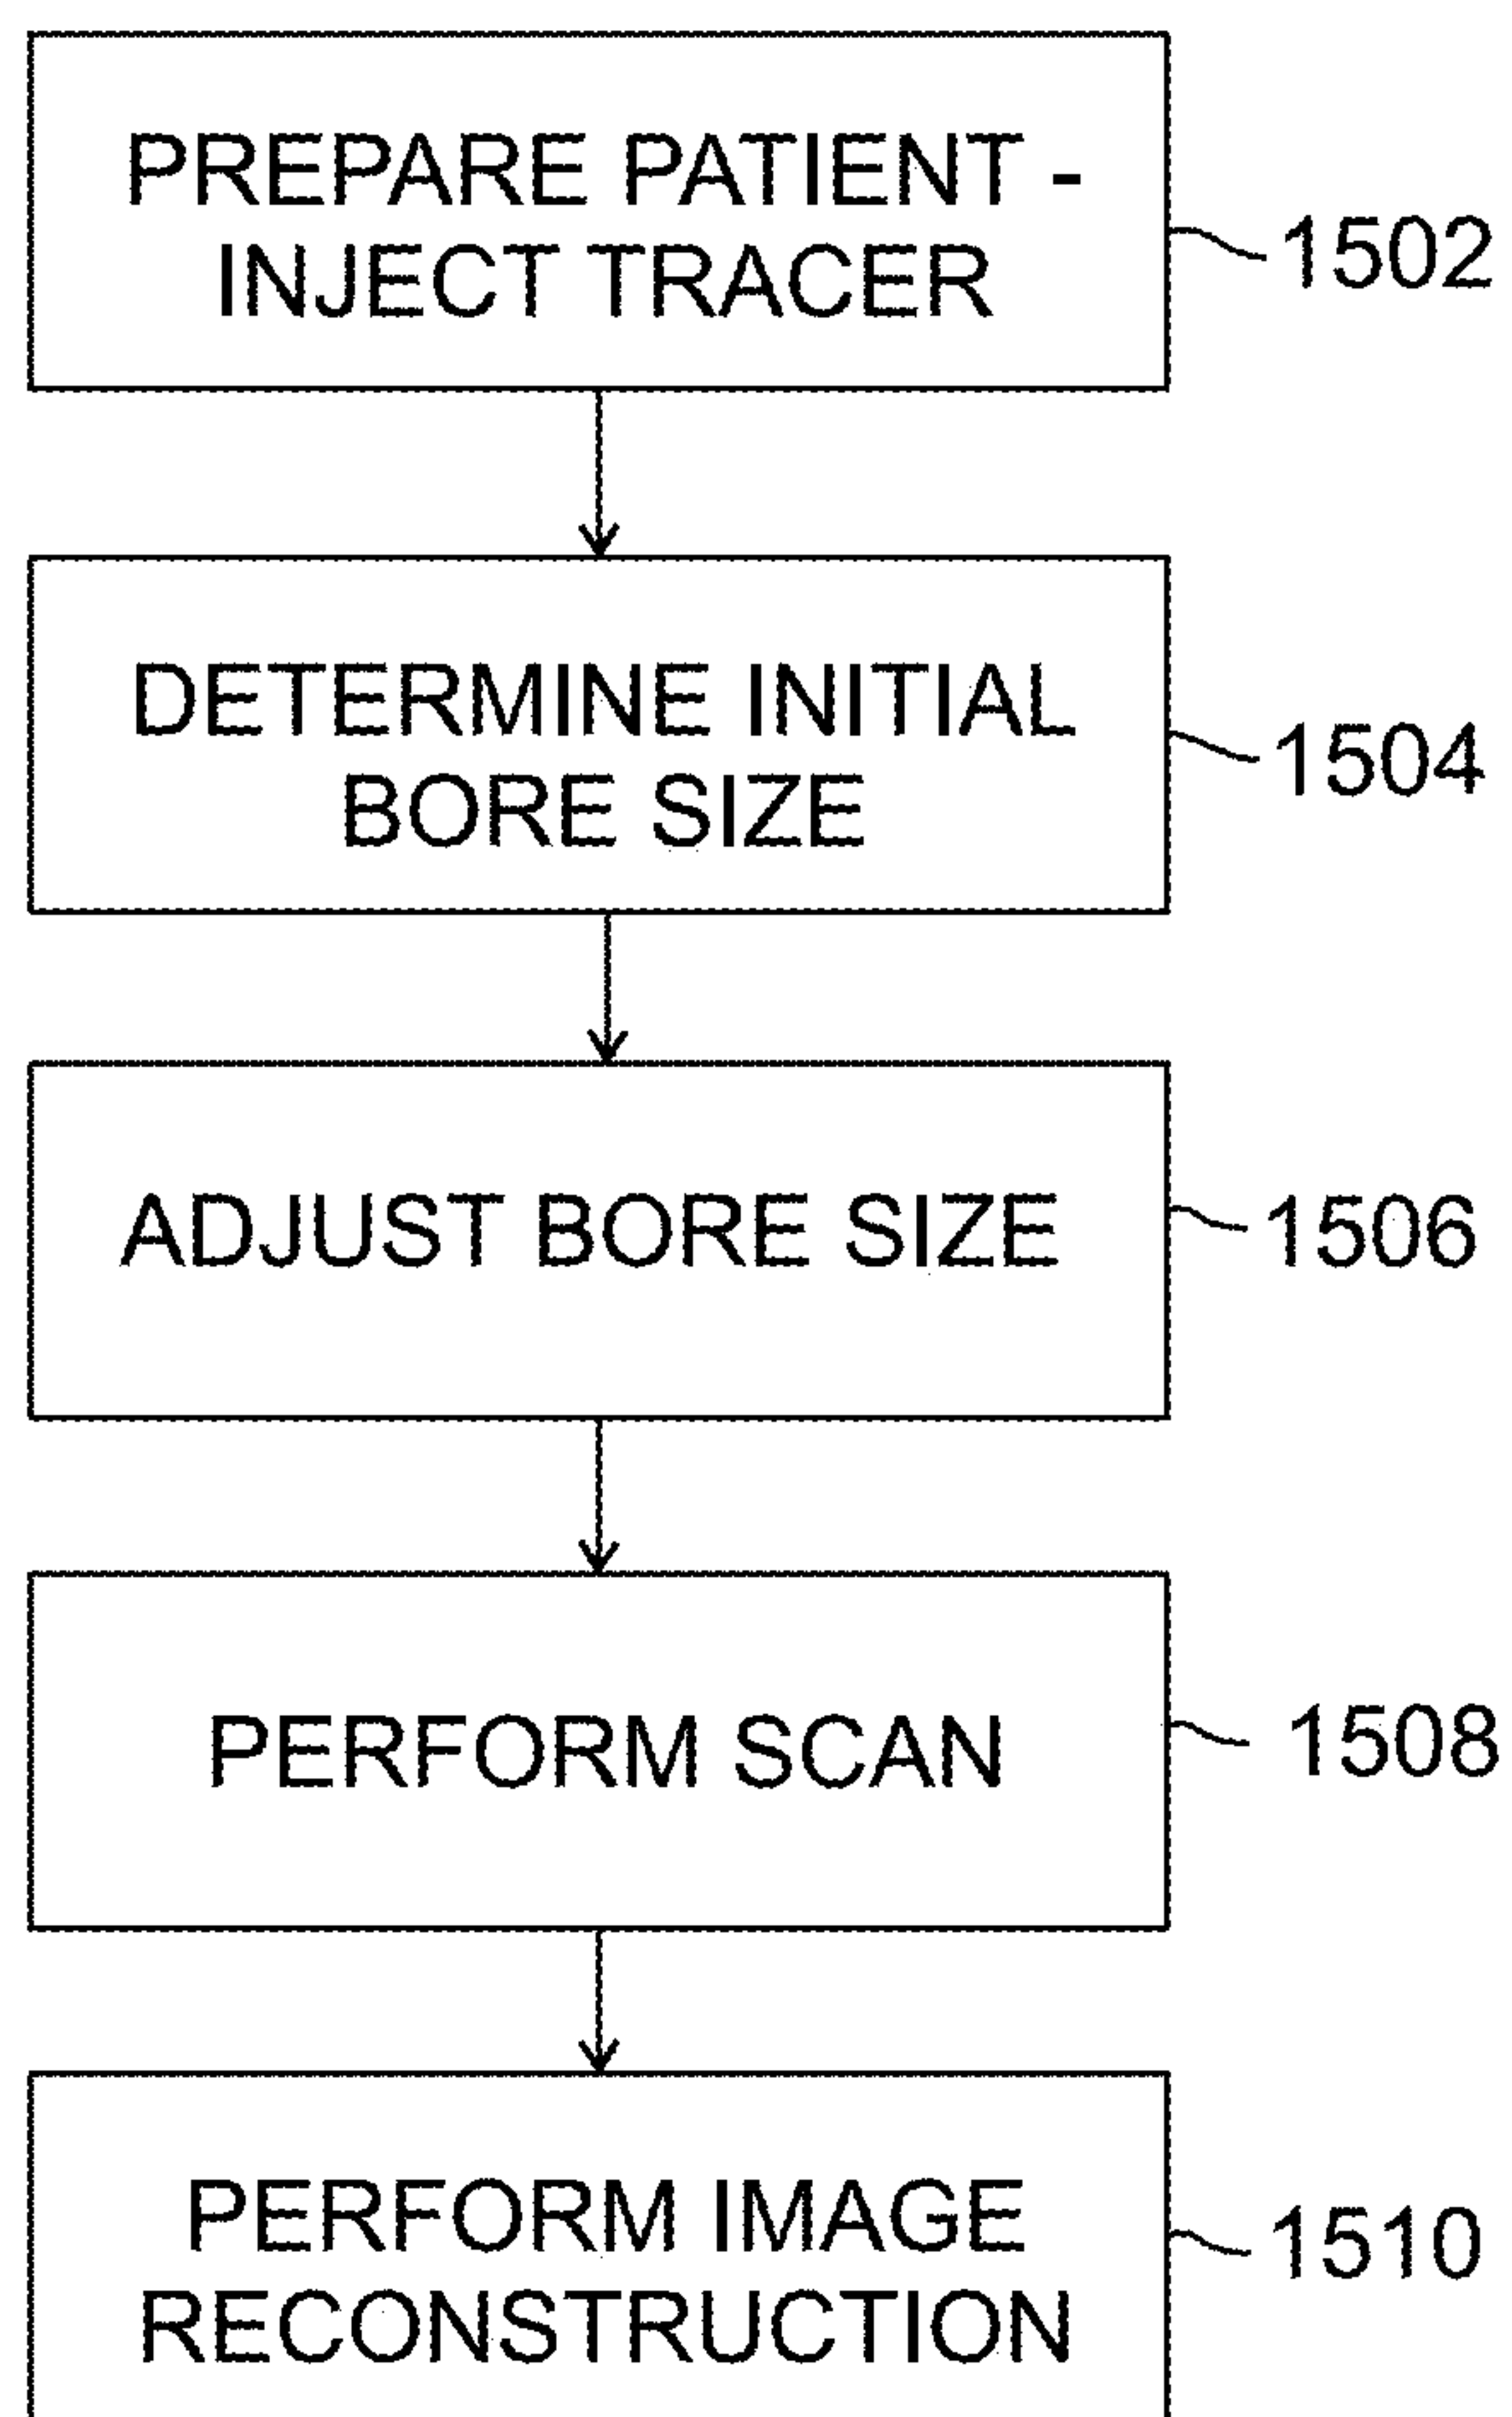 PREPARE PATIENT -
INJECT TRACER
1502
DETERMINE INITIAL
BORE SIZE
1504
ADJUST BORE SIZE
1506
PERFORM SCAN
1508
PERFORM IMAGE
RECONSTRUCTION
1510